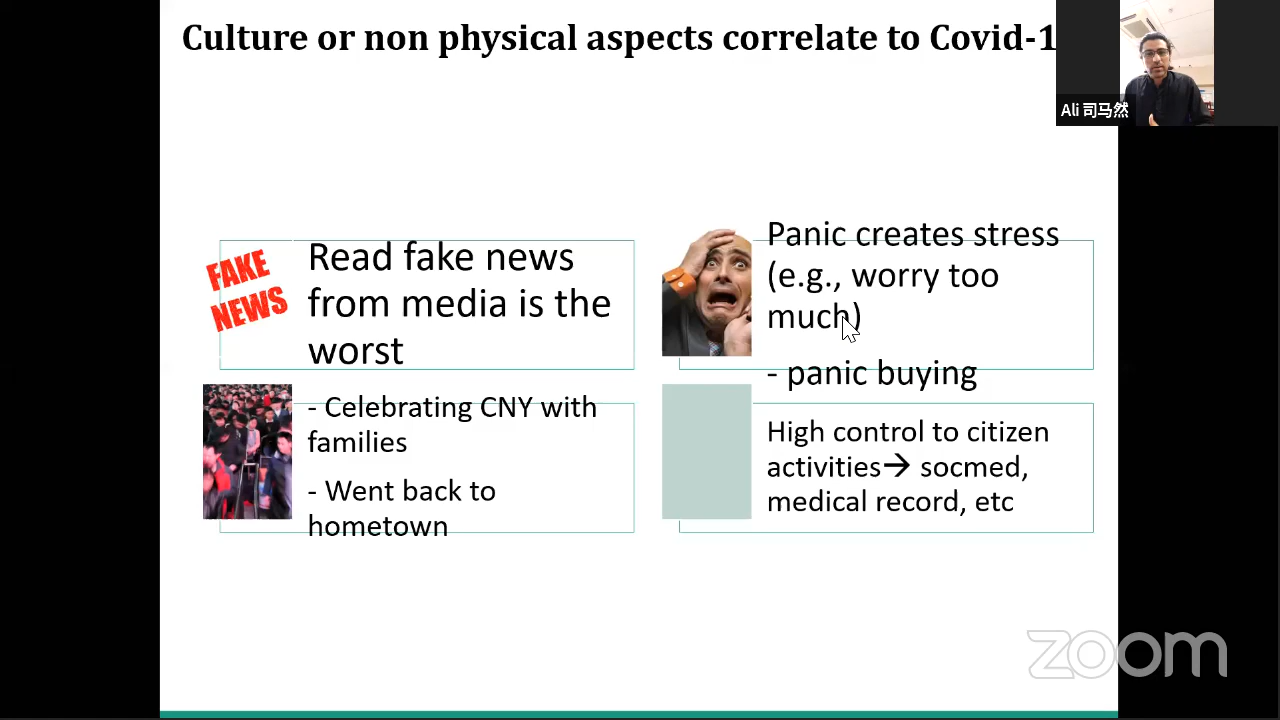 Culture or non physical aspects correlate to Covid-1
Ali 司马然
FAKE
NEWS
Read fake news
from media is the
worst
Panic creates stress
(e.g., worry too
much)
- panic buying
- Celebrating CNY with
families
- Went back to
hometown
High control to citizen
activities→ socmed,
medical record, etc
zoom